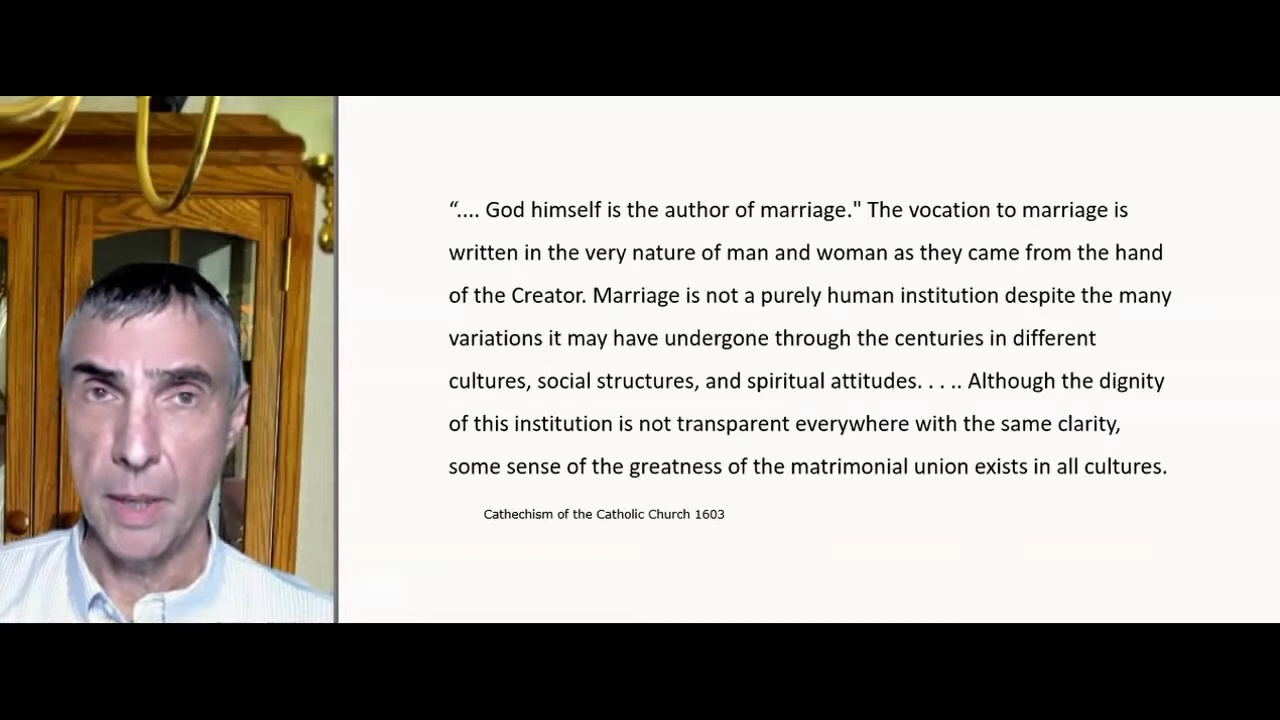 “.... God himself is the author of marriage." The vocation to marriage is
written in the very nature of man and woman as they came from the hand
of the Creator. Marriage is not a purely human institution despite the many
variations it may have undergone through the centuries in different
cultures, social structures, and spiritual attitudes. . . .. Although the dignity
of this institution is not transparent everywhere with the same clarity,
some sense of the greatness of the matrimonial union exists in all cultures.
Cathechism of the Catholic Church 1603